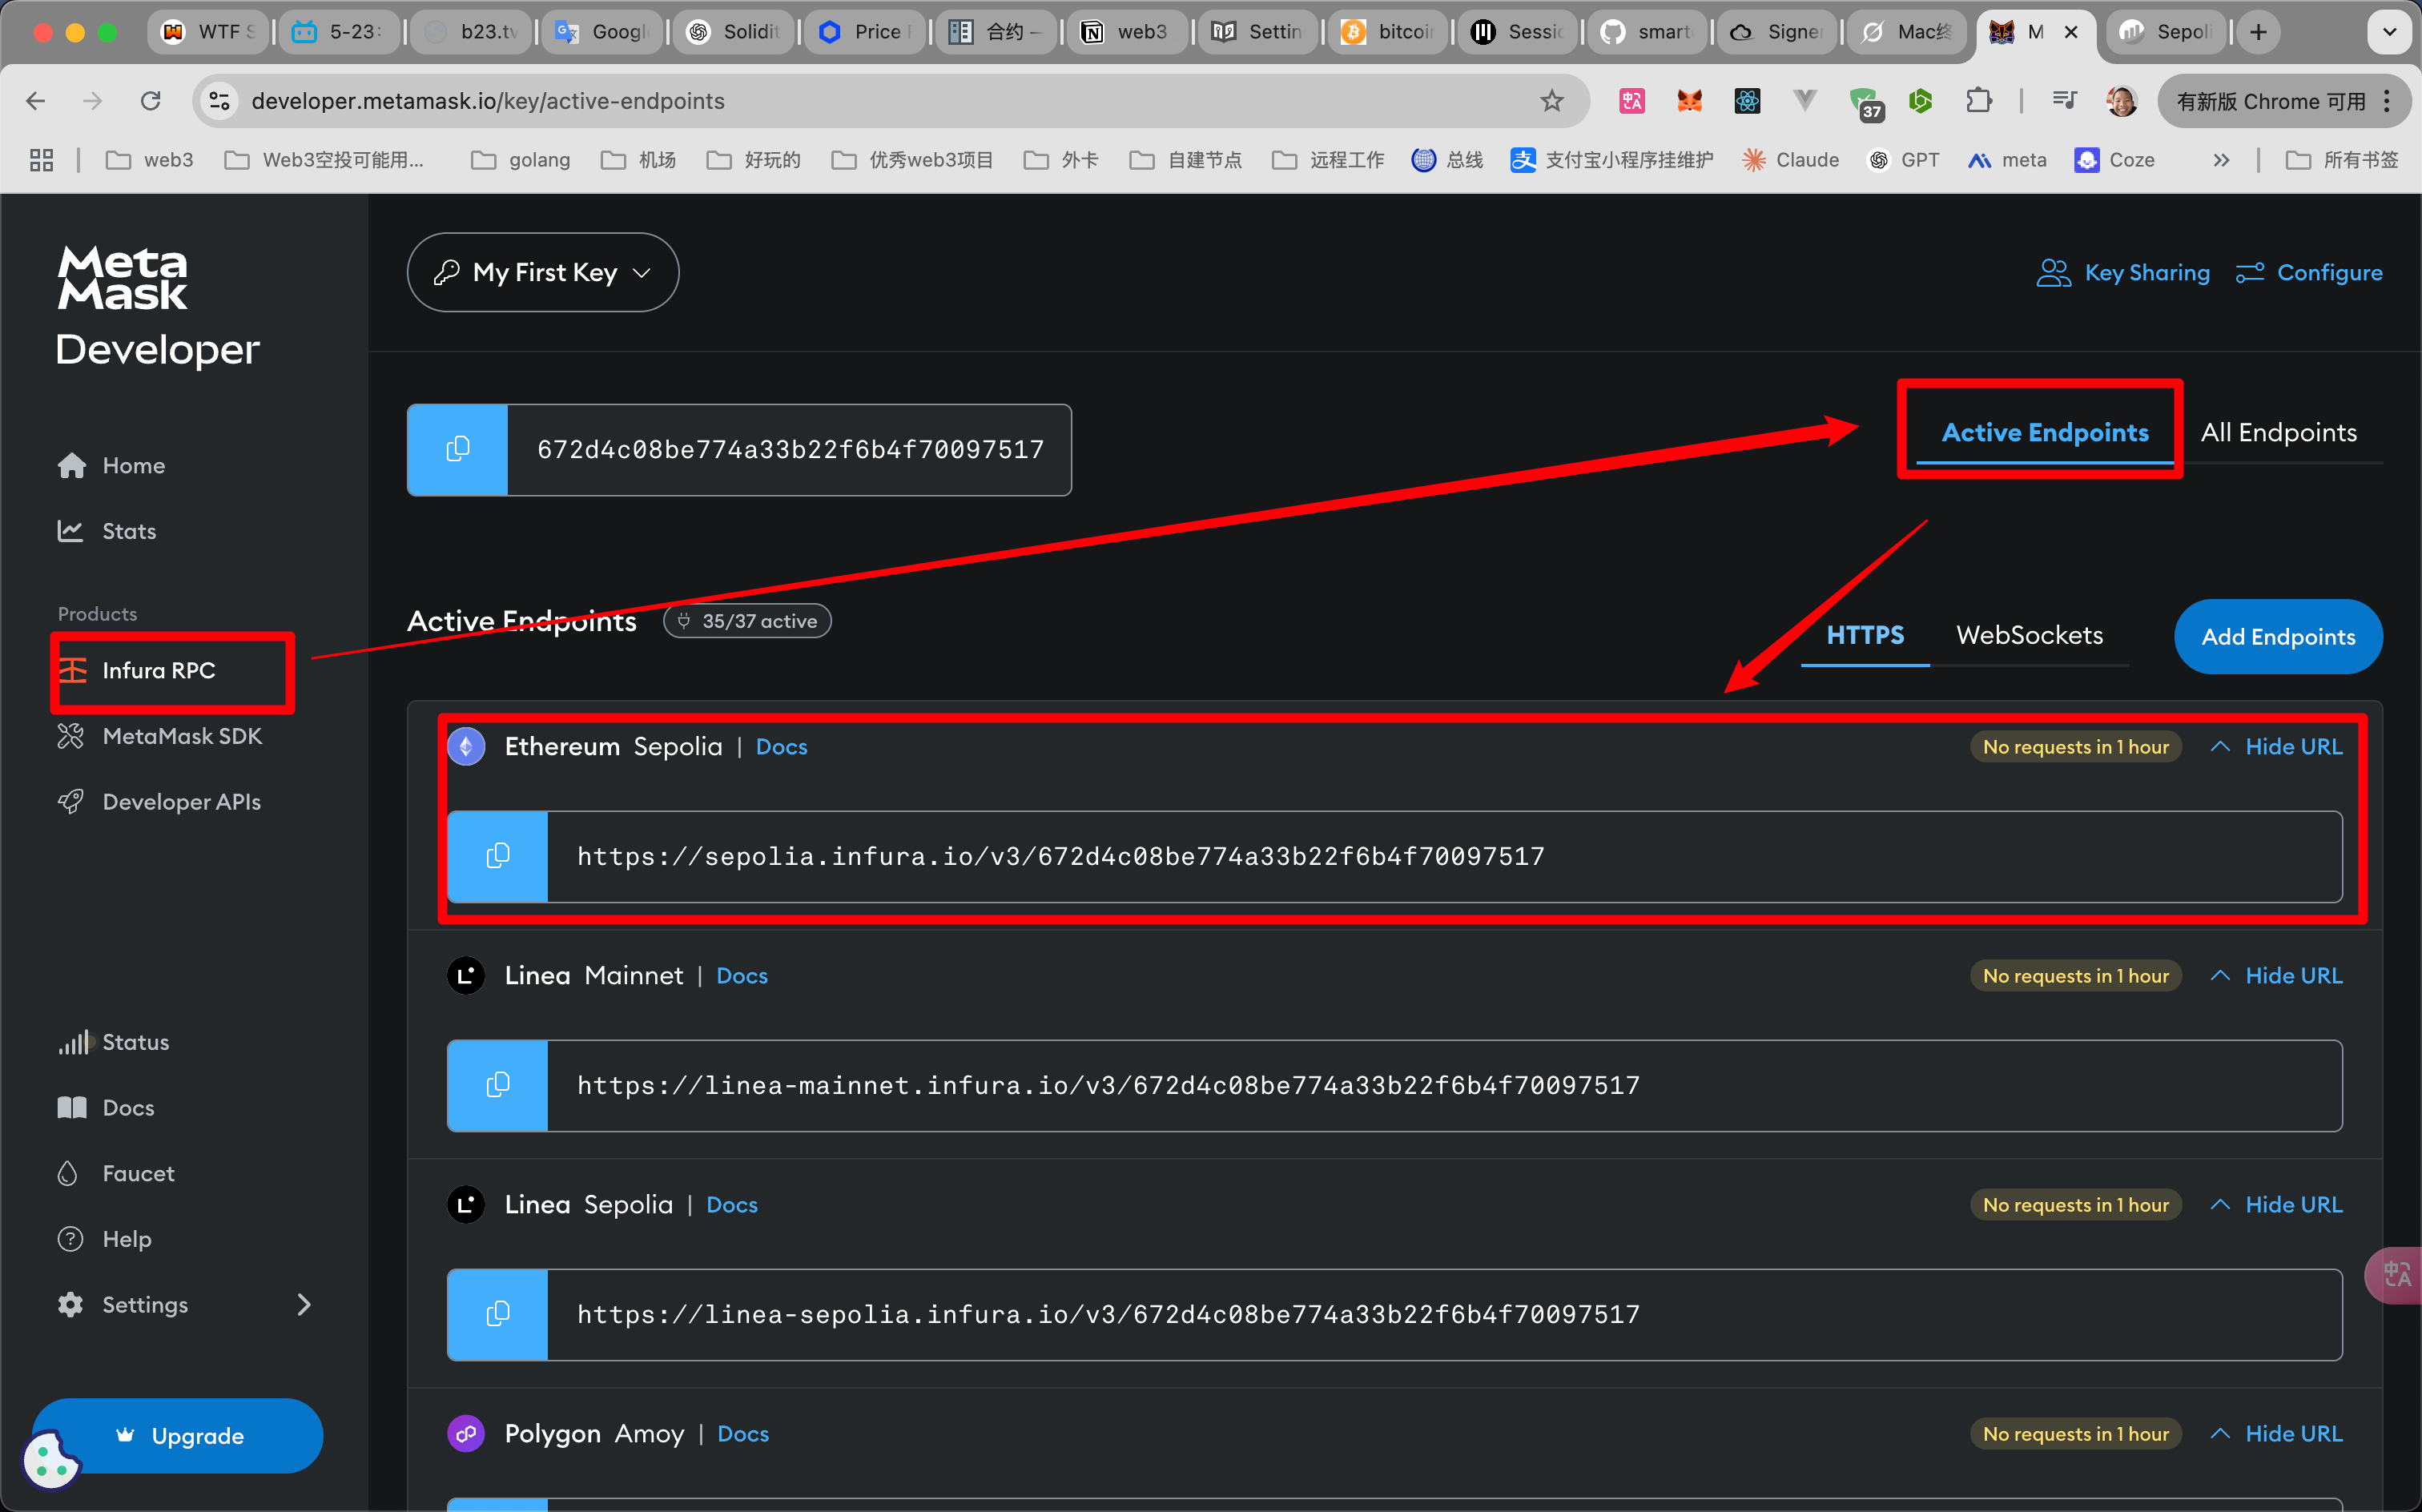 WTF S
5-23:
b23.tv
Googl
Solidit
Price F
合约 —
web3
Settin
bitcoin
Sessio
smart
Signer
Mac终
M
Sepoli
developer.metamask.io/key/active-endpoints
37
有新版 Chrome 可用
web3
Web3空投可能用...
golang
机场
好玩的
优秀web3项目
外卡
自建节点
远程工作
总线
支付宝小程序挂维护
Claude
GPT
meta
Coze
所有书签
Meta
Mask
Developer
My First Key
Key Sharing
Configure
672d4c08be774a33b22f6b4f70097517
Active Endpoints
All Endpoints
Home
Stats
Products
Infura RPC
MetaMask SDK
Developer APIs
Active Endpoints
35/37 active
HTTPS
WebSockets
Add Endpoints
Ethereum Sepolia | Docs
No requests in 1 hour
Hide URL
https://sepolia.infura.io/v3/672d4c08be774a33b22f6b4f70097517
Linea Mainnet | Docs
No requests in 1 hour
Hide URL
https://linea-mainnet.infura.io/v3/672d4c08be774a33b22f6b4f70097517
Linea Sepolia | Docs
No requests in 1 hour
Hide URL
https://linea-sepolia.infura.io/v3/672d4c08be774a33b22f6b4f70097517
Polygon Amoy | Docs
No requests in 1 hour
Hide URL
Status
Docs
Faucet
Help
Settings
Upgrade